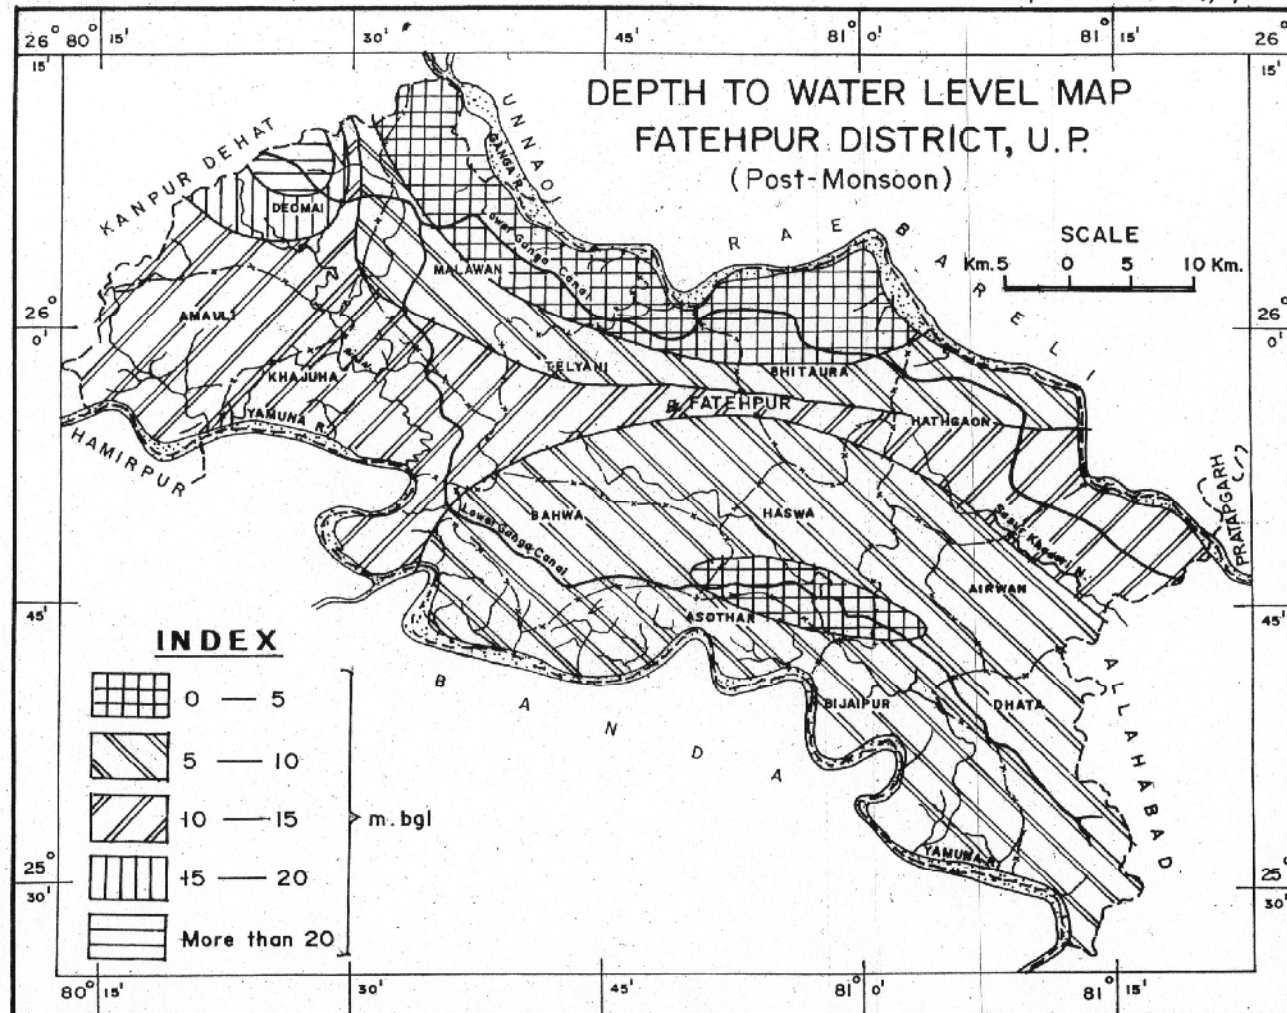 26° 80° 15' 30' 45' 81° 0' 81° 15' 26°
15' 15'
DEPTH TO WATER LEVEL MAP
FATEHPUR DISTRICT, U.P.
(Post-Monsoon)
KANPUR DEHAT
UNNAO
GANGA R.
RAE BARELI
SCALE
Km. 5 0 5 10 Km.
DEOMAI
Lower Ganga Canal
MALAWAN
26° 26°
0' 0'
AMAULI
KHAJUHA
TELYANI
BHITAURA
YAMUNA R.
FATEHPUR
HATHGAON
HAMIRPUR
PRATAPGARH
BAHWA
HASWA
Lower Ganga Canal
AIRWAN
45' 45'
ASOTHAR
ALLAHABAD
BANDA
BIJAIPUR
DHATA
YAMUNA R.
INDEX
0 — 5
5 — 10
10 — 15
15 — 20
More than 20
m.bgl
25° 25°
30' 30'
80° 15' 30' 45' 81° 0' 81° 15'